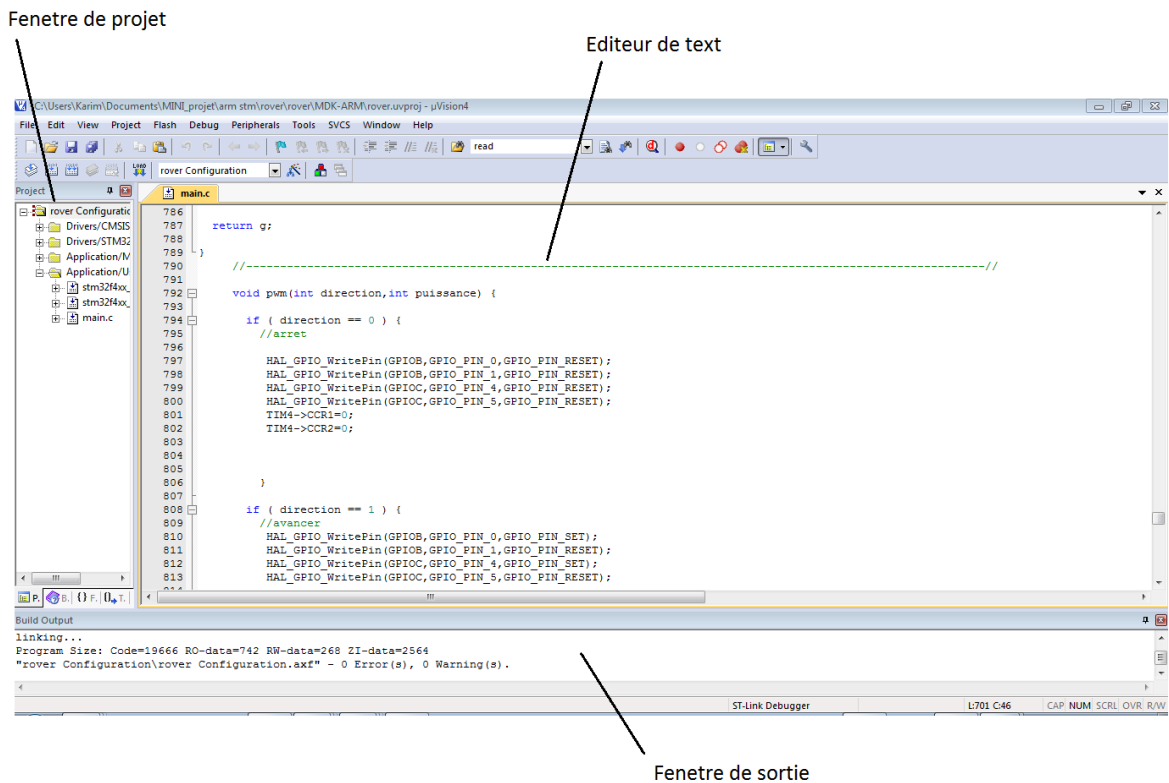 Fenetre de projet
Editeur de text
C:\Users\Karim\Documents\MINI_projet\arm stm\rover\rover\MDK-ARM\rover.uvproj - µVision4
File Edit View Project Flash Debug Peripherals Tools SVCS Window Help
read
LOAD rover Configuration
Project
main.c
rover Configuratic
Drivers/CMSIS
Drivers/STM32
Application/M
Application/U
stm32f4xx_
stm32f4xx_
main.c
786
787 return g;
788
789 }
790 //------------------------------------------------------------------------------------------------------------//
791
792 void pwm(int direction,int puissance) {
793
794 if ( direction == 0 ) {
795 //arret
796
797 HAL_GPIO_WritePin(GPIOB,GPIO_PIN_0,GPIO_PIN_RESET);
798 HAL_GPIO_WritePin(GPIOB,GPIO_PIN_1,GPIO_PIN_RESET);
799 HAL_GPIO_WritePin(GPIOC,GPIO_PIN_4,GPIO_PIN_RESET);
800 HAL_GPIO_WritePin(GPIOC,GPIO_PIN_5,GPIO_PIN_RESET);
801 TIM4->CCR1=0;
802 TIM4->CCR2=0;
803
804
805
806 }
807
808 if ( direction == 1 ) {
809 //avancer
810 HAL_GPIO_WritePin(GPIOB,GPIO_PIN_0,GPIO_PIN_SET);
811 HAL_GPIO_WritePin(GPIOB,GPIO_PIN_1,GPIO_PIN_RESET);
812 HAL_GPIO_WritePin(GPIOC,GPIO_PIN_4,GPIO_PIN_SET);
813 HAL_GPIO_WritePin(GPIOC,GPIO_PIN_5,GPIO_PIN_RESET);
P. B. {} F. 0 T.
Build Output
linking...
Program Size: Code=19666 RO-data=742 RW-data=268 ZI-data=2564
"rover Configuration\rover Configuration.axf" - 0 Error(s), 0 Warning(s).
ST-Link Debugger L:701 C:46 CAP NUM SCRL OVR R/W
Fenetre de sortie